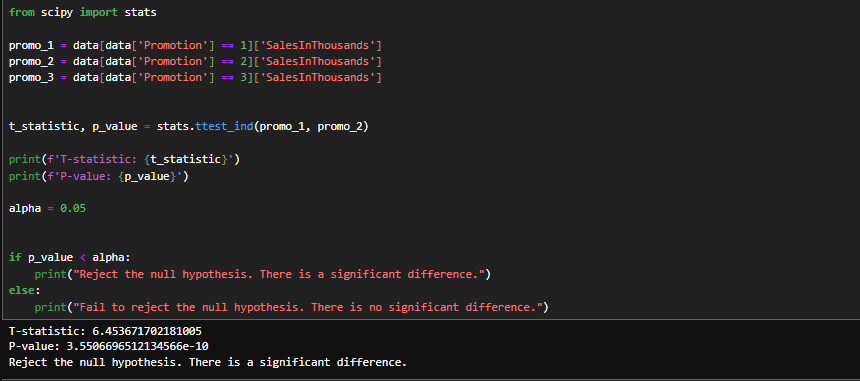 from scipy import stats
promo_1 = data[data['Promotion'] == 1]['SalesInThousands']
promo_2 = data[data['Promotion'] == 2]['SalesInThousands']
promo_3 = data[data['Promotion'] == 3]['SalesInThousands']
t_statistic, p_value = stats.ttest_ind(promo_1, promo_2)
print(f'T-statistic: {t_statistic}')
print(f'P-value: {p_value}')
alpha = 0.05
if p_value < alpha:
    print("Reject the null hypothesis. There is a significant difference.")
else:
    print("Fail to reject the null hypothesis. There is no significant difference.")
T-statistic: 6.453671702181005
P-value: 3.5506696512134566e-10
Reject the null hypothesis. There is a significant difference.